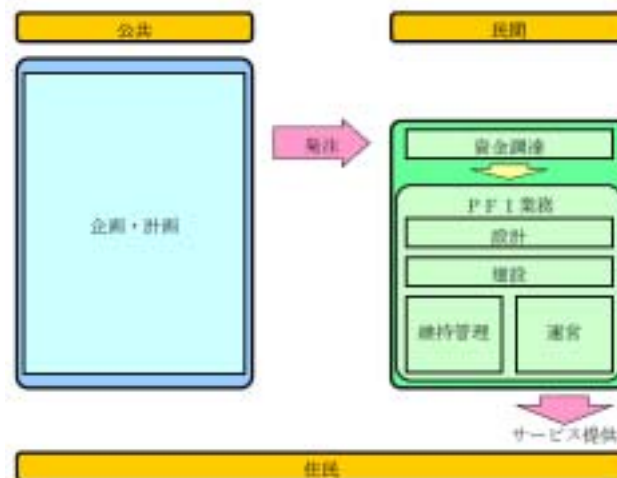 公共
民間
発注
資金調達
PFI業務
企画・計画
設計
建設
維持管理
運営
サービス提供
住民